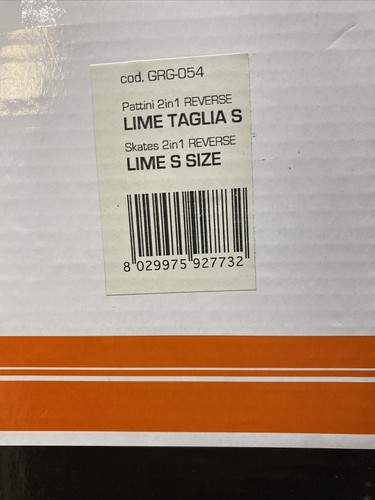 cod. GRG-054
Pattini 2in1 REVERSE
LIME TAGLIA S
Skates 2in1 REVERSE
LIME S SIZE
8 029975 927732